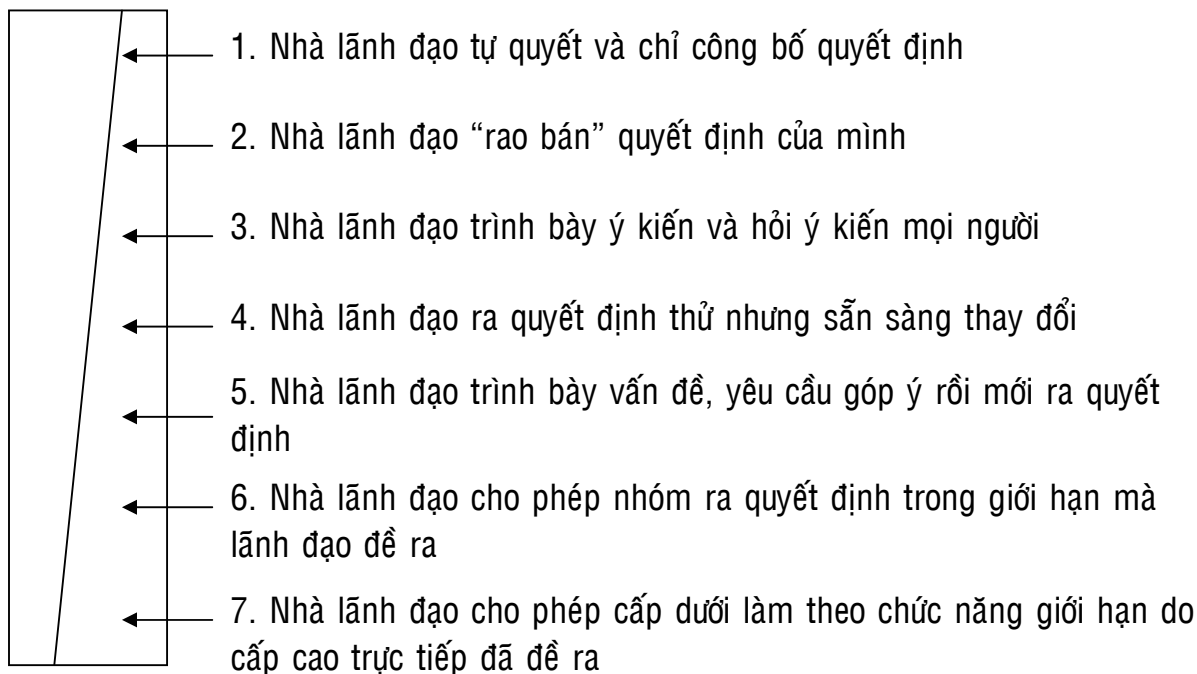 1. Nhà lãnh đạo tự quyết và chỉ công bố quyết định
2. Nhà lãnh đạo “rao bán” quyết định của mình
3. Nhà lãnh đạo trình bày ý kiến và hỏi ý kiến mọi người
4. Nhà lãnh đạo ra quyết định thử nhưng sẵn sàng thay đổi
5. Nhà lãnh đạo trình bày vấn đề, yêu cầu góp ý rồi mới ra quyết
định
6. Nhà lãnh đạo cho phép nhóm ra quyết định trong giới hạn mà
lãnh đạo đề ra
7. Nhà lãnh đạo cho phép cấp dưới làm theo chức năng giới hạn do
cấp cao trực tiếp đã đề ra